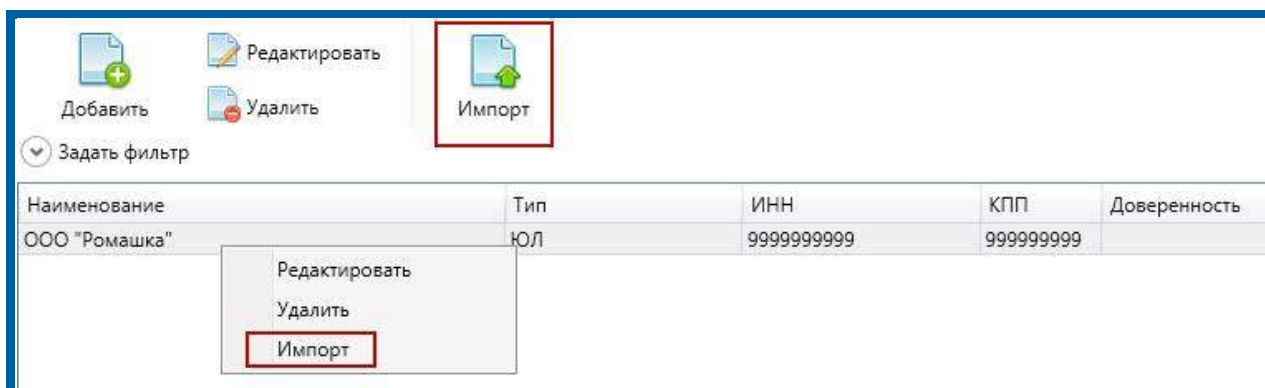 Редактировать
Добавить
Удалить
Импорт
Задать фильтр
Наименование Тип ИНН КПП Доверенность
ООО "Ромашка" ЮЛ 9999999999 999999999
Редактировать
Удалить
Импорт